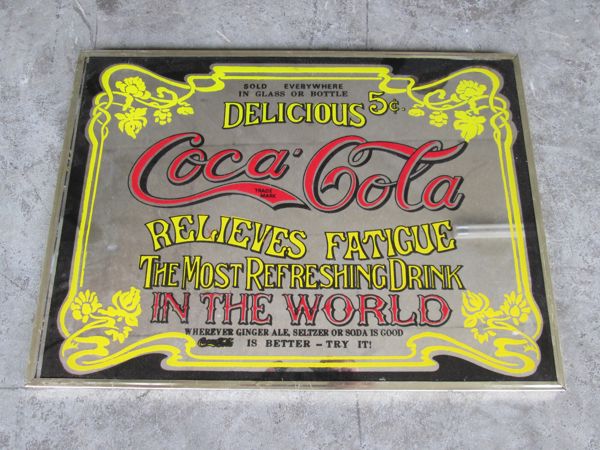 SOLD EVERYWHERE
IN GLASS OR BOTTLE
DELICIOUS 5¢.
Coca-Cola
TRADE
MARK
RELIEVES FATIGUE
THE MOST REFRESHING DRINK
IN THE WORLD
WHEREVER GINGER ALE, SELTZER OR SODA IS GOOD
Coca-Cola IS BETTER – TRY IT!